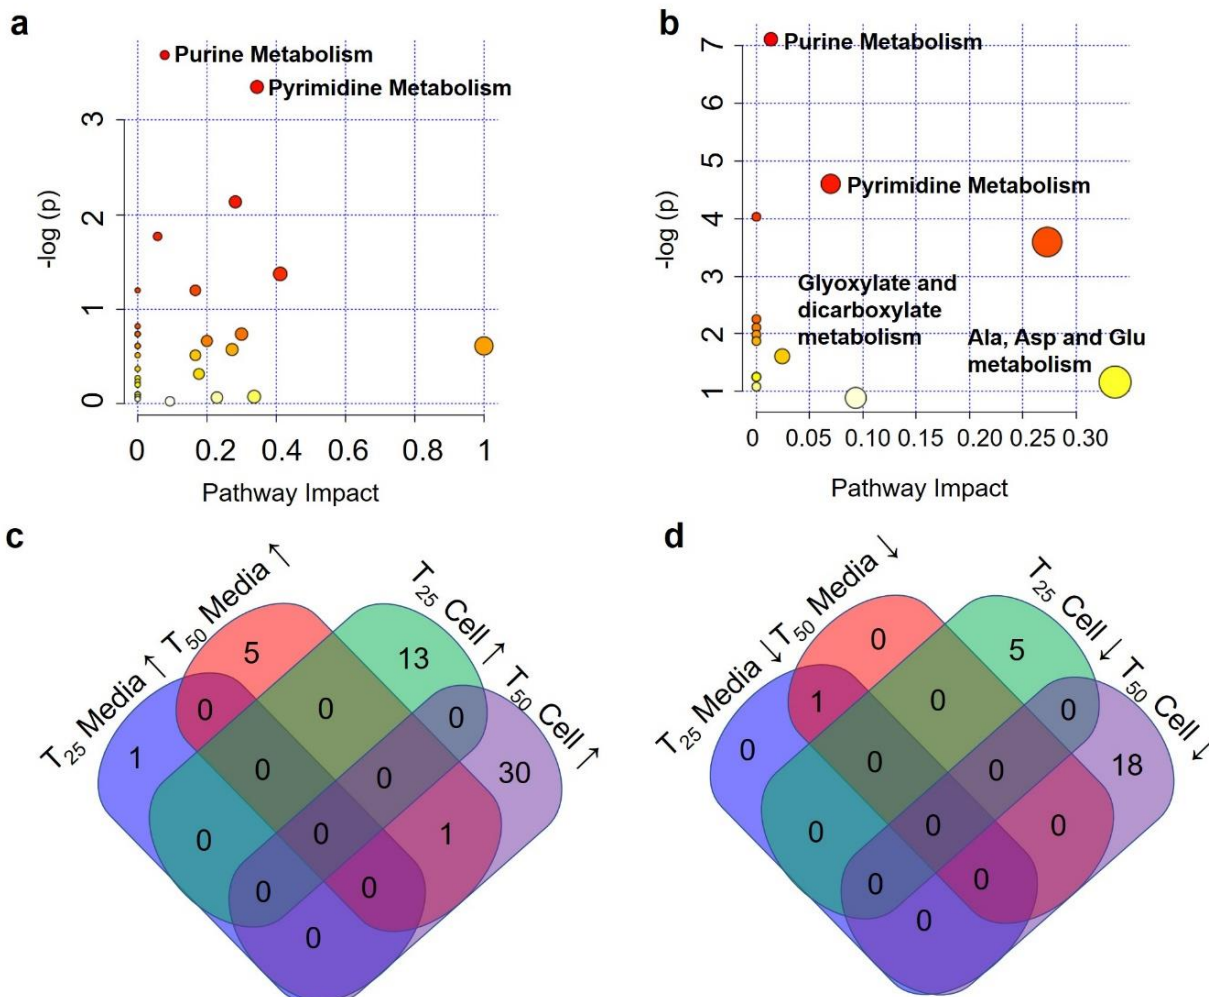 a
Purine Metabolism
Pyrimidine Metabolism
3
2
1
0
-log (p)
0 0.2 0.4 0.6 0.8 1
Pathway Impact
b
Purine Metabolism
Pyrimidine Metabolism
Glyoxylate and
dicarboxylate
metabolism
Ala, Asp and Glu
metabolism
7
6
5
4
3
2
1
-log (p)
0 0.05 0.10 0.15 0.20 0.25 0.30
Pathway Impact
c
T25 Media ↑
T50 Media ↑
T25 Cell ↑
T50 Cell ↑
5
13
0
0
0
1
30
0
0
0
0
1
0
0
0
d
T25 Media ↓
T50 Media ↓
T25 Cell ↓
T50 Cell ↓
0
5
1
0
0
0
18
0
0
0
0
0
0
0
0